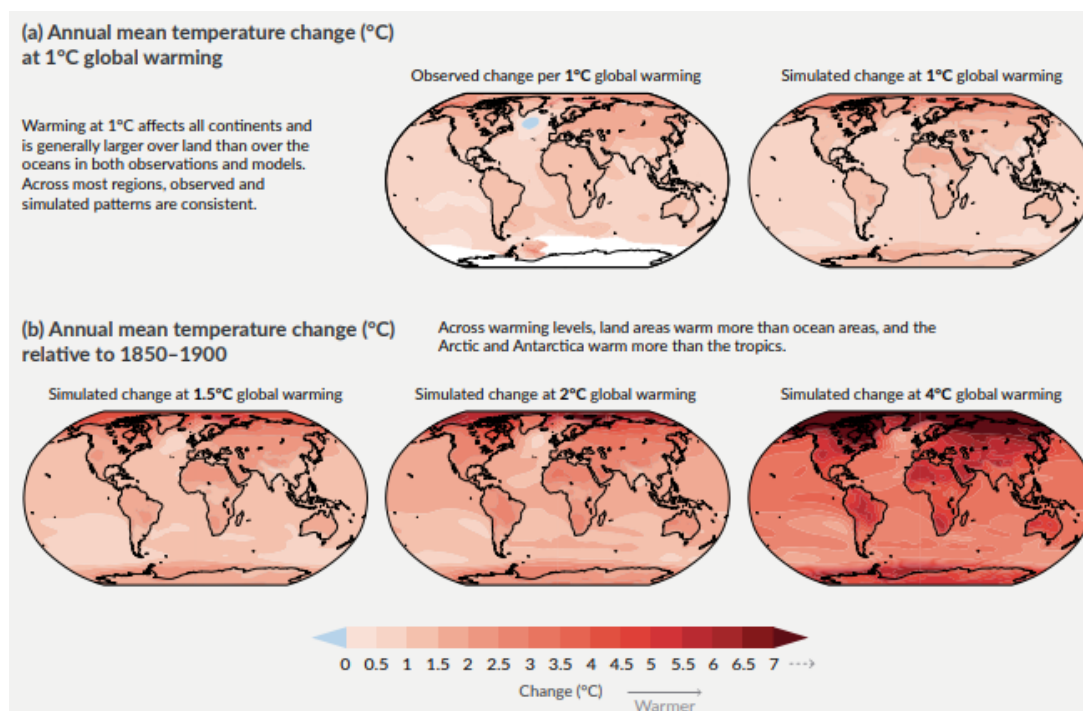 (a) Annual mean temperature change (°C)
at 1°C global warming
Warming at 1°C affects all continents and
is generally larger over land than over the
oceans in both observations and models.
Across most regions, observed and
simulated patterns are consistent.
Observed change per 1°C global warming
Simulated change at 1°C global warming
(b) Annual mean temperature change (°C)
relative to 1850–1900
Across warming levels, land areas warm more than ocean areas, and the
Arctic and Antarctica warm more than the tropics.
Simulated change at 1.5°C global warming
Simulated change at 2°C global warming
Simulated change at 4°C global warming
0 0.5 1 1.5 2 2.5 3 3.5 4 4.5 5 5.5 6 6.5 7
Change (°C)
Warmer